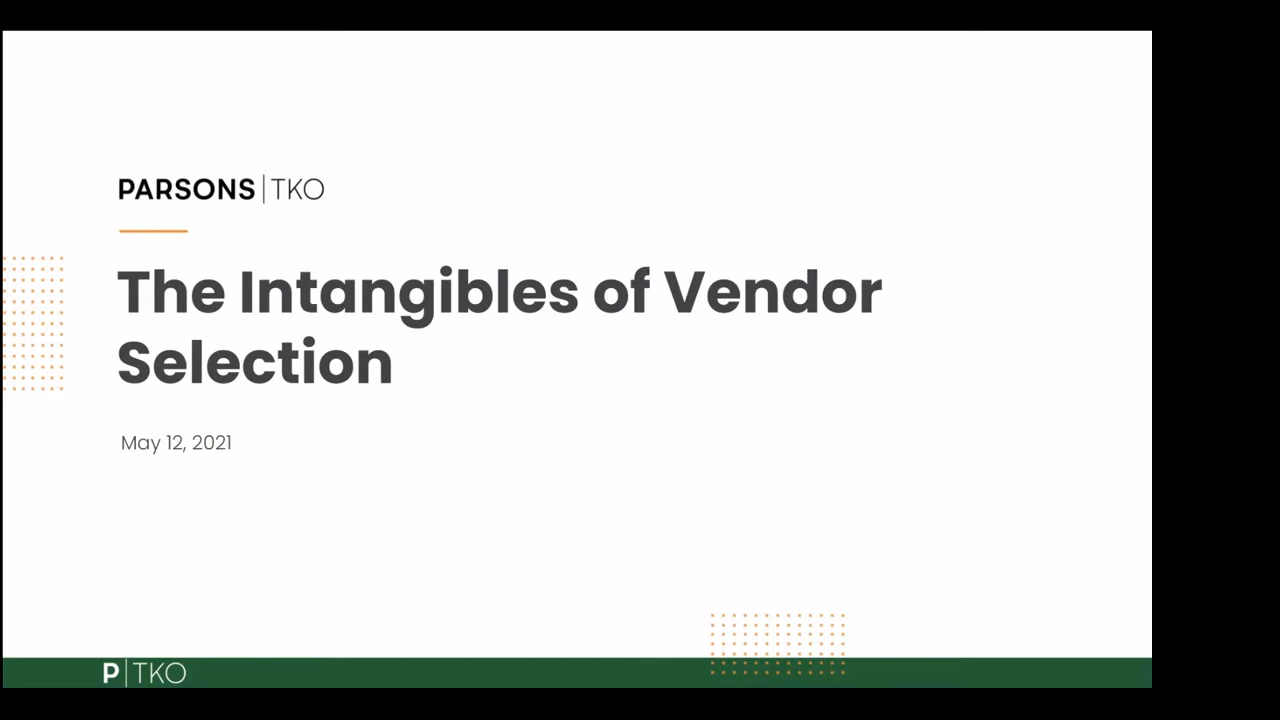 PARSONS|TKO
The Intangibles of Vendor
Selection
May 12, 2021
P|TKO